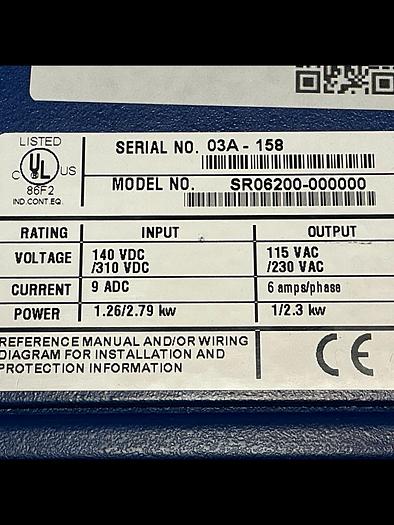 LISTED
C UL US
86F2
IND.CONT.EQ.
SERIAL NO. 03A - 158
MODEL NO. SR06200-000000
RATING INPUT OUTPUT
VOLTAGE 140 VDC 115 VAC
/310 VDC /230 VAC
CURRENT 9 ADC 6 amps/phase
POWER 1.26/2.79 kw 1/2.3 kw
REFERENCE MANUAL AND/OR WIRING
DIAGRAM FOR INSTALLATION AND
PROTECTION INFORMATION
CE